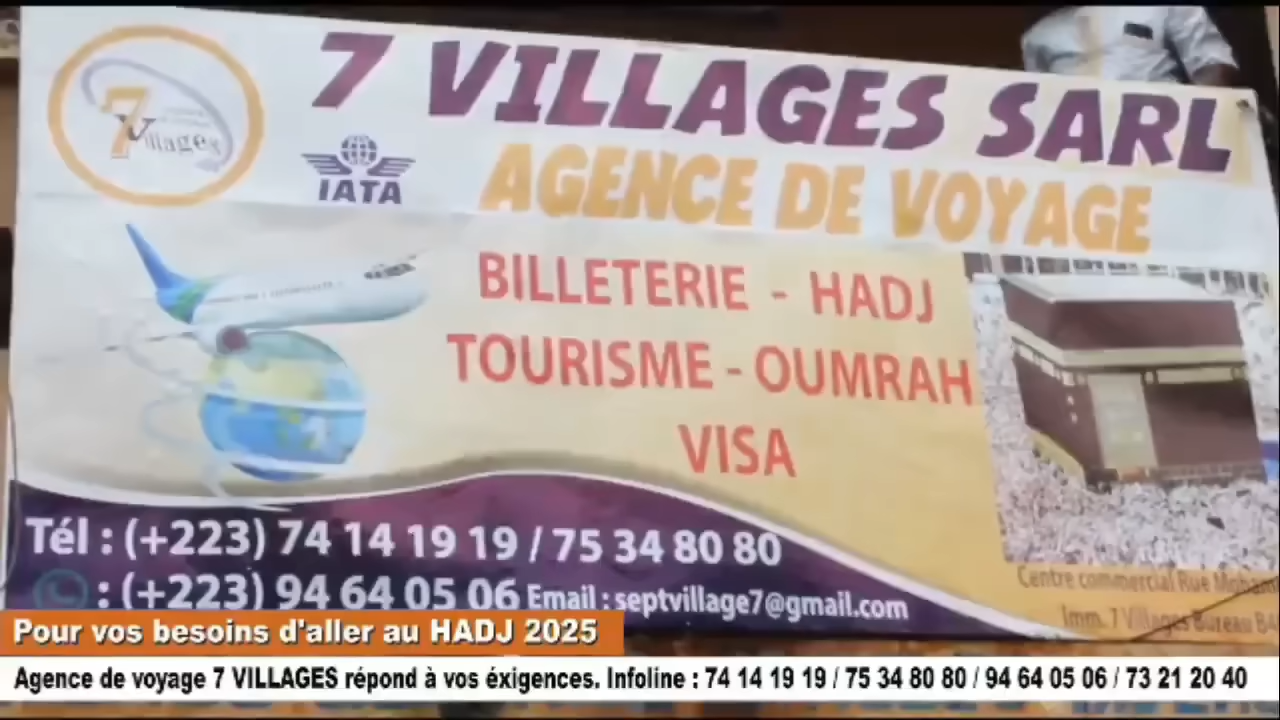 7 Villages
7 VILLAGES SARL
IATA
AGENCE DE VOYAGE
BILLETERIE - HADJ
TOURISME - OUMRAH
VISA
Tél : (+223) 74 14 19 19 / 75 34 80 80
: (+223) 94 64 05 06 Email : septvillage7@gmail.com
Centre commercial Rue
Imm. 7 Villages Bureau
Pour vos besoins d'aller au HADJ 2025
Agence de voyage 7 VILLAGES répond à vos éxigences. Infoline : 74 14 19 19 / 75 34 80 80 / 94 64 05 06 / 73 21 20 40